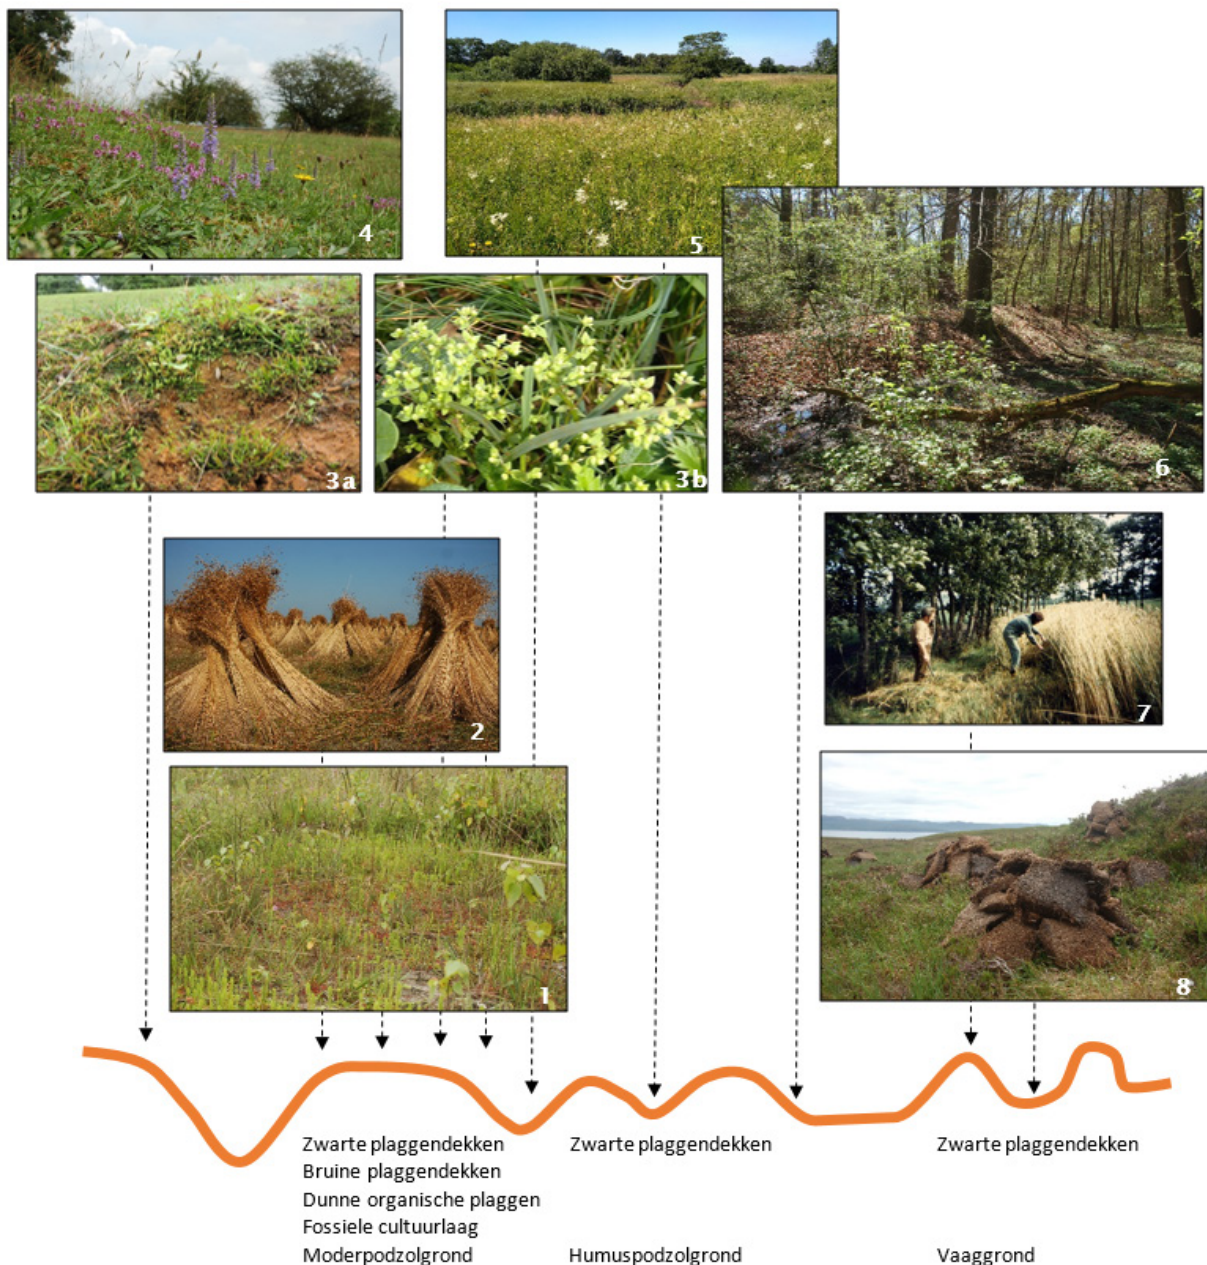 4
5
3a
3b
6
2
7
1
8
Zwarte plaggendekken
Bruine plaggendekken
Dunne organische plaggen
Fossiele cultuurlaag
Moderpodzolgrond
Zwarte plaggendekken
Humuspodzolgrond
Zwarte plaggendekken
Vaaggrond